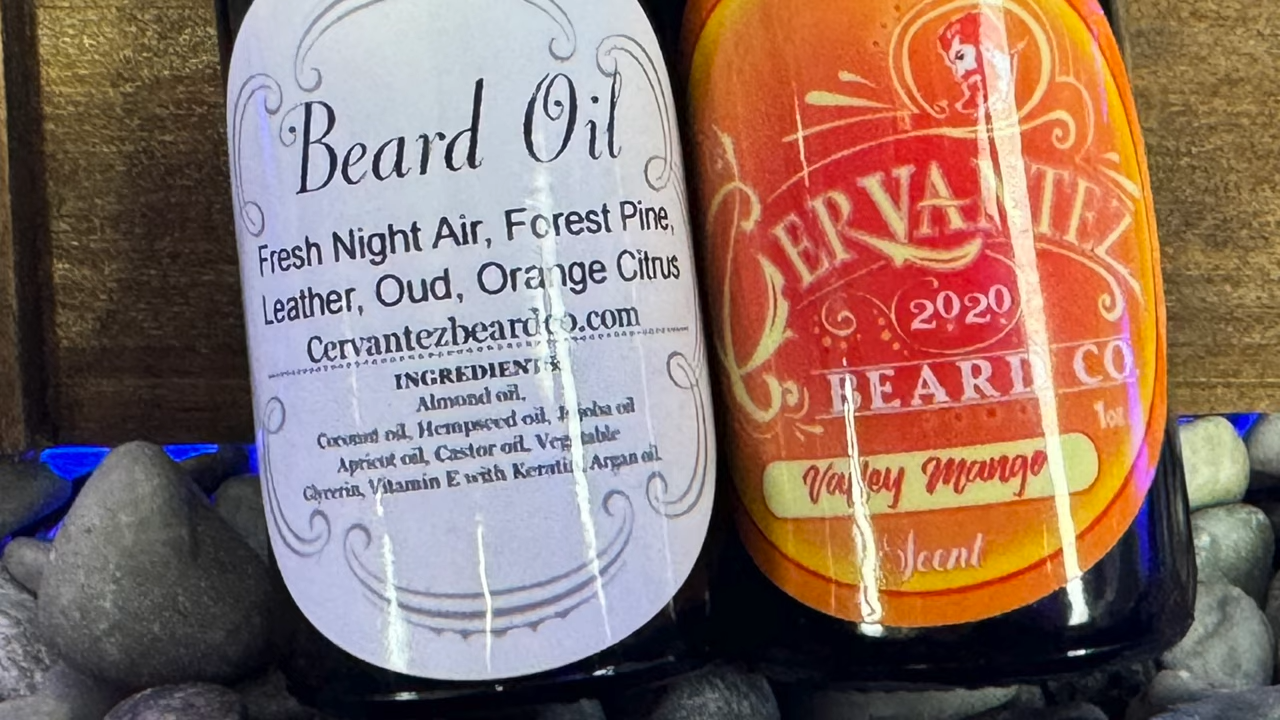 Beard Oil
Fresh Night Air, Forest Pine,
Leather, Oud, Orange Citrus
Cervantezbeardco.com
INGREDIENTS
Almond oil,
Coconut oil, Hempseed oil, Jojoba oil
Apricot oil, Castor oil, Vegetable
Glycerin, Vitamin E with Keratin, Argan oil
CERVANTEZ
2020
BEARD CO.
1oz
Valley Mango
Scent